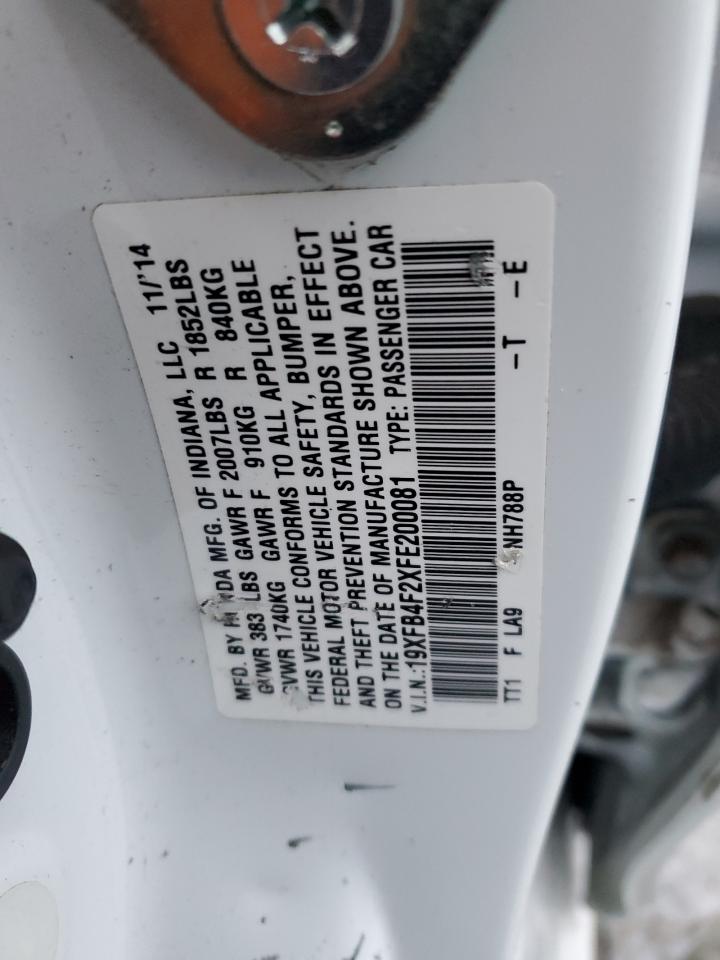 MFD. BY HONDA MFG. OF INDIANA, LLC 11/'14
GVWR 383 LBS GAWR F 2007LBS R 1852LBS
GVWR 1740KG GAWR F 910KG R 840KG
THIS VEHICLE CONFORMS TO ALL APPLICABLE
FEDERAL MOTOR VEHICLE SAFETY, BUMPER,
AND THEFT PREVENTION STANDARDS IN EFFECT
ON THE DATE OF MANUFACTURE SHOWN ABOVE.
V.I.N.:19XFB4F2XFE200081 TYPE: PASSENGER CAR
TT1 F LA9 NH788P -T -E